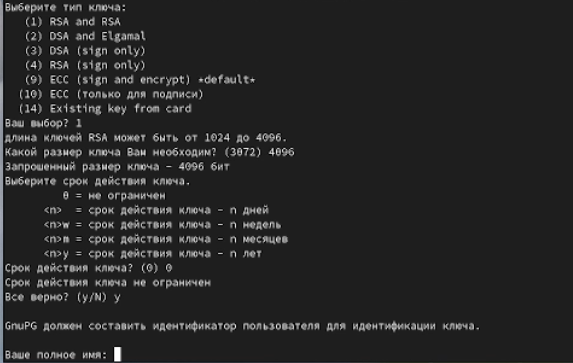 Выберите тип ключа:
(1) RSA and RSA
(2) DSA and Elgamal
(3) DSA (sign only)
(4) RSA (sign only)
(9) ECC (sign and encrypt) *default*
(10) ECC (только для подписи)
(14) Existing key from card
Ваш выбор? 1
длина ключей RSA может быть от 1024 до 4096.
Какой размер ключа Вам необходим? (3072) 4096
Запрошенный размер ключа - 4096 бит
Выберите срок действия ключа.
0 = не ограничен
<n> = срок действия ключа - n дней
<n>w = срок действия ключа - n недель
<n>m = срок действия ключа - n месяцев
<n>y = срок действия ключа - n лет
Срок действия ключа? (0) 0
Срок действия ключа не ограничен
Все верно? (y/N) y
GnuPG должен составить идентификатор пользователя для идентификации ключа.
Ваше полное имя: